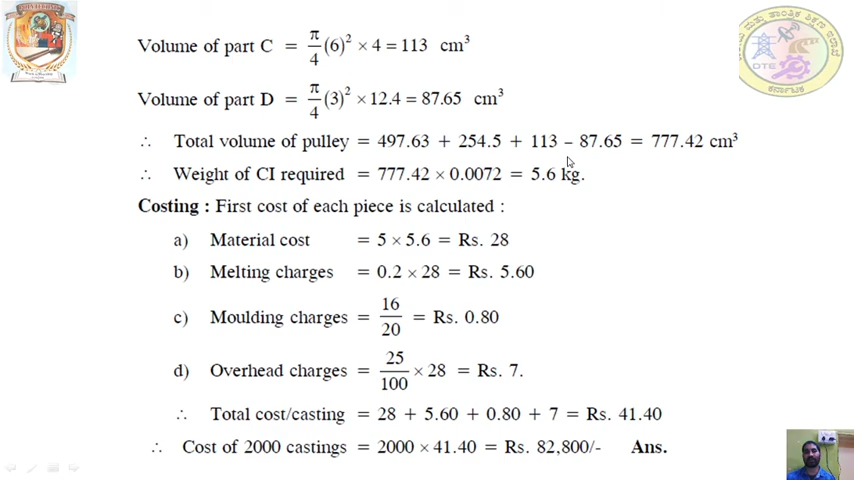 Volume of part C = π/4 (6)² × 4 = 113 cm³
Volume of part D = π/4 (3)² × 12.4 = 87.65 cm³
∴ Total volume of pulley = 497.63 + 254.5 + 113 – 87.65 = 777.42 cm³
∴ Weight of CI required = 777.42 × 0.0072 = 5.6 kg.
Costing : First cost of each piece is calculated :
a) Material cost = 5 × 5.6 = Rs. 28
b) Melting charges = 0.2 × 28 = Rs. 5.60
c) Moulding charges = 16/20 = Rs. 0.80
d) Overhead charges = 25/100 × 28 = Rs. 7.
∴ Total cost/casting = 28 + 5.60 + 0.80 + 7 = Rs. 41.40
∴ Cost of 2000 castings = 2000 × 41.40 = Rs. 82,800/- Ans.
DTE
ಕರ್ನಾಟಕ